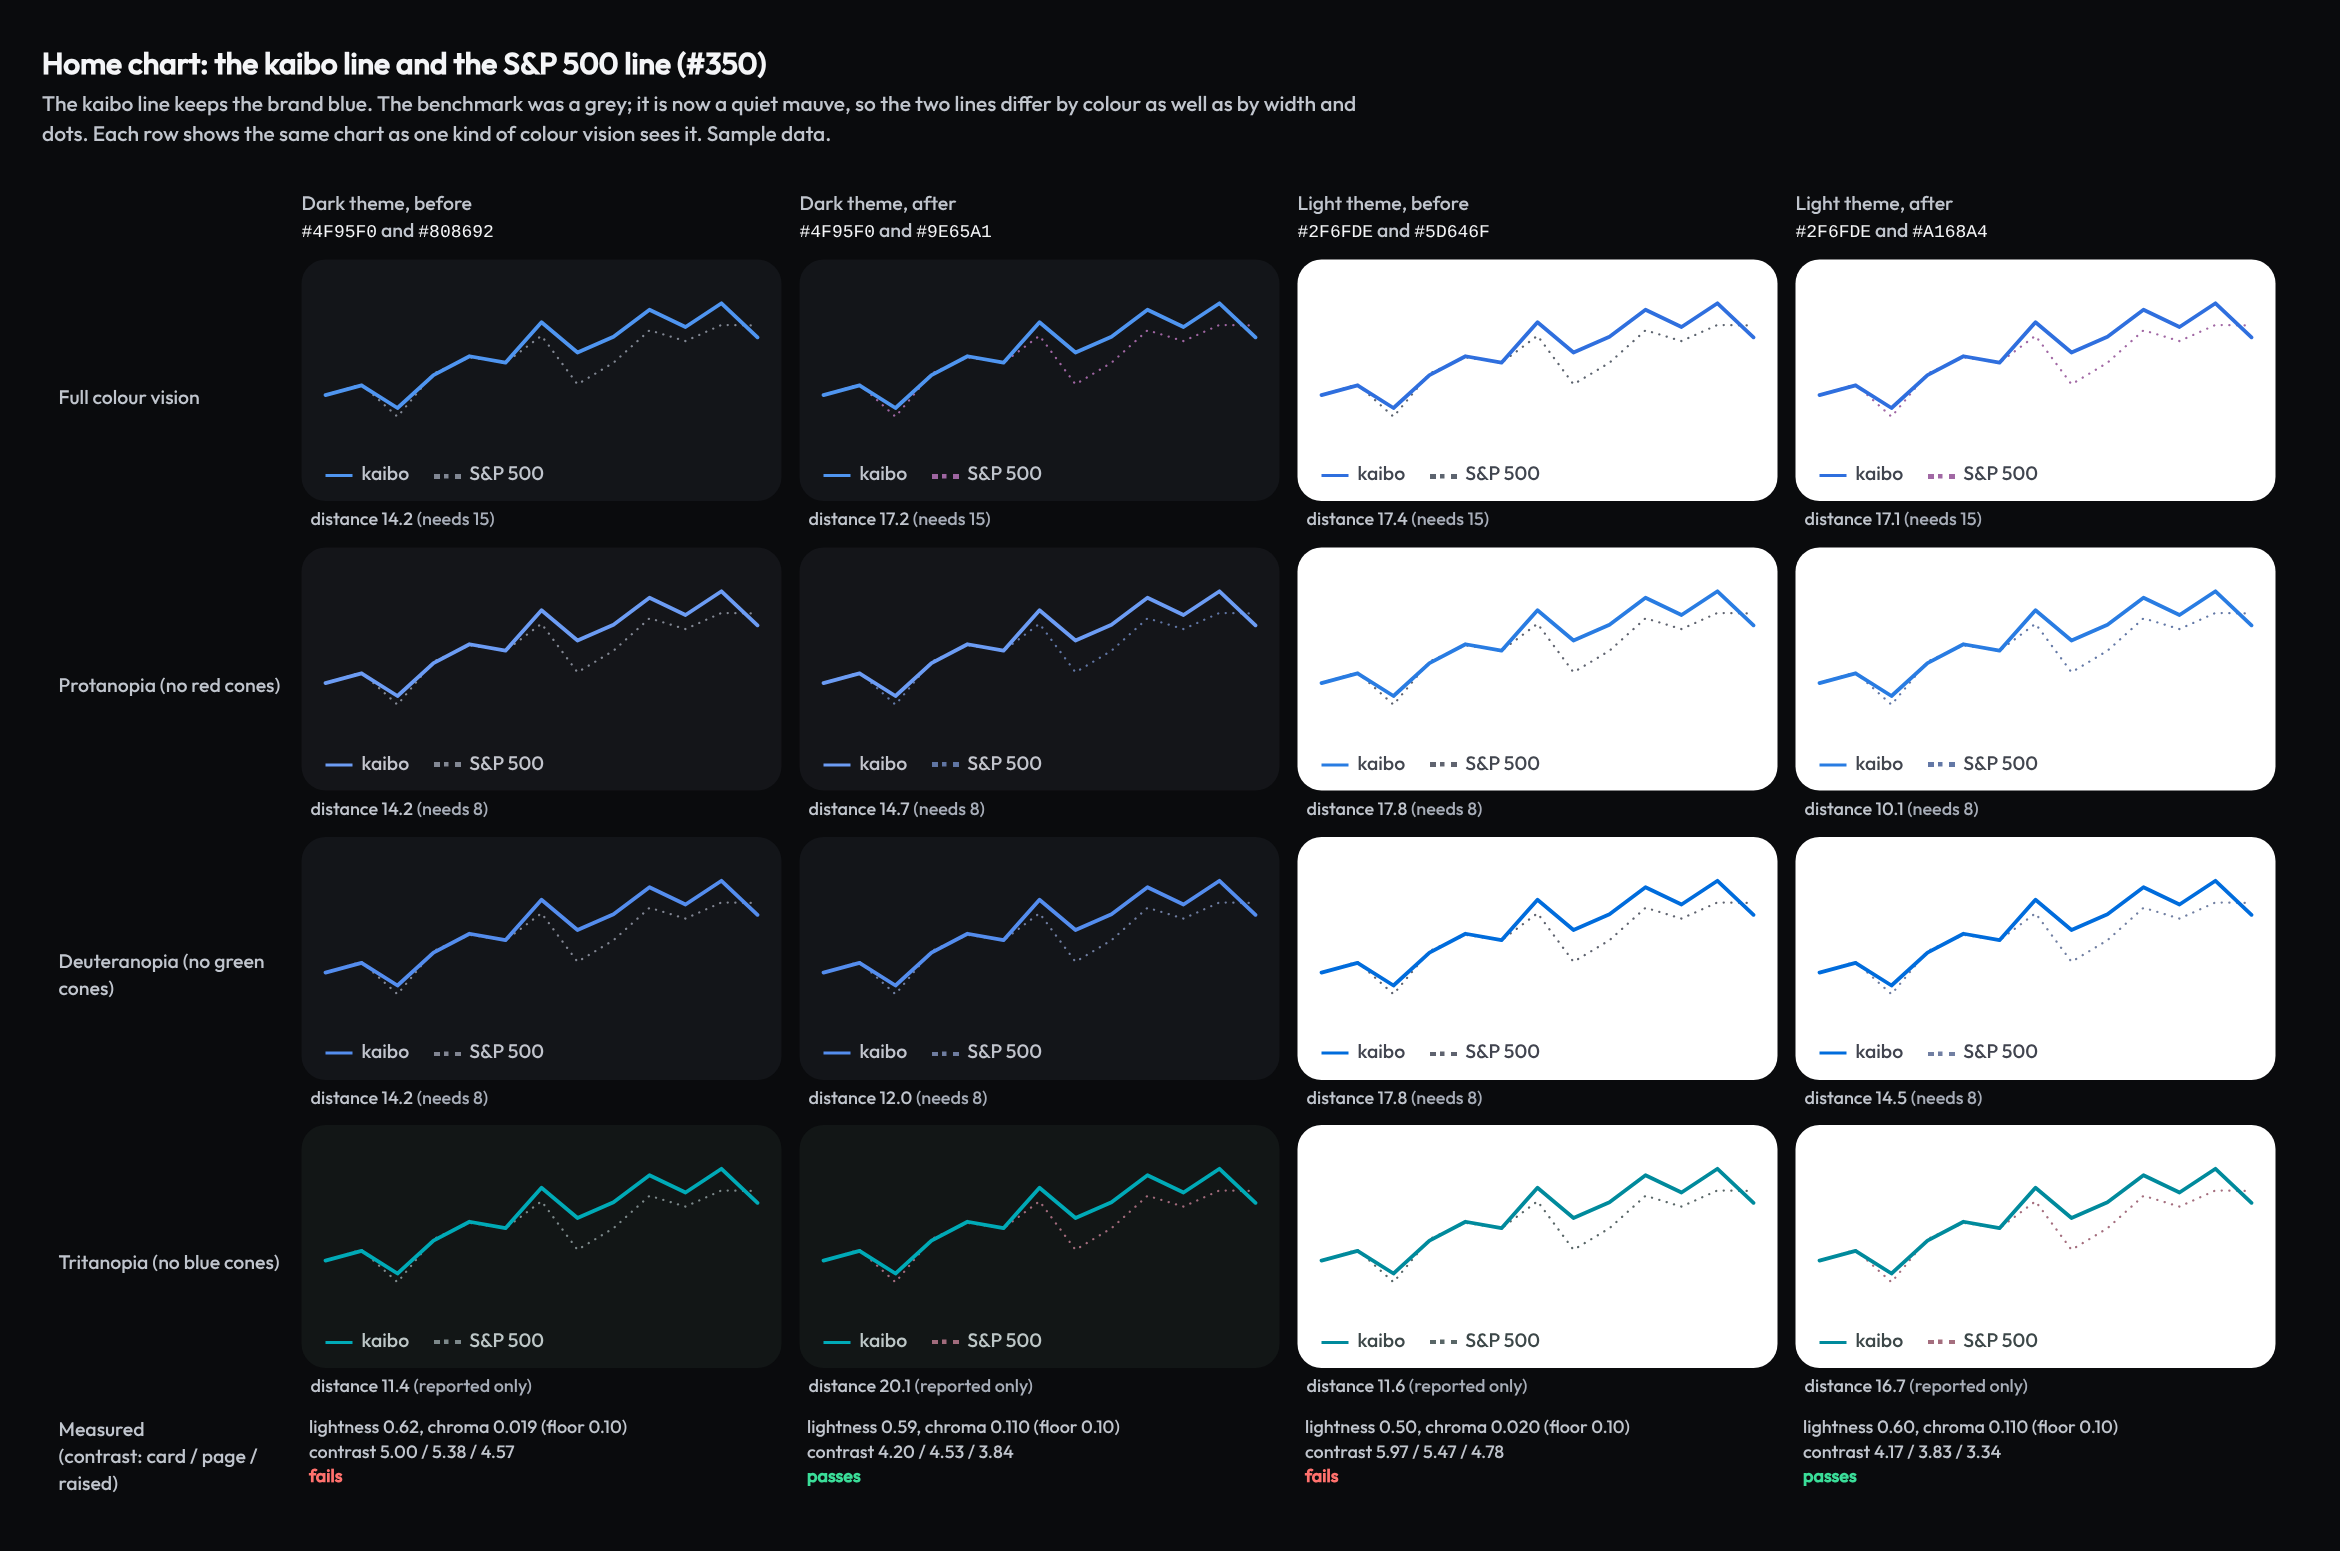 Home chart: the kaibo line and the S&P 500 line (#350)
The kaibo line keeps the brand blue. The benchmark was a grey; it is now a quiet mauve, so the two lines differ by colour as well as by width and
dots. Each row shows the same chart as one kind of colour vision sees it. Sample data.
Dark theme, before
#4F95F0 and #808692
Dark theme, after
#4F95F0 and #9E65A1
Light theme, before
#2F6FDE and #5D646F
Light theme, after
#2F6FDE and #A168A4
Full colour vision
kaibo S&P 500
distance 14.2 (needs 15)
kaibo S&P 500
distance 17.2 (needs 15)
kaibo S&P 500
distance 17.4 (needs 15)
kaibo S&P 500
distance 17.1 (needs 15)
Protanopia (no red cones)
kaibo S&P 500
distance 14.2 (needs 8)
kaibo S&P 500
distance 14.7 (needs 8)
kaibo S&P 500
distance 17.8 (needs 8)
kaibo S&P 500
distance 10.1 (needs 8)
Deuteranopia (no green
cones)
kaibo S&P 500
distance 14.2 (needs 8)
kaibo S&P 500
distance 12.0 (needs 8)
kaibo S&P 500
distance 17.8 (needs 8)
kaibo S&P 500
distance 14.5 (needs 8)
Tritanopia (no blue cones)
kaibo S&P 500
distance 11.4 (reported only)
kaibo S&P 500
distance 20.1 (reported only)
kaibo S&P 500
distance 11.6 (reported only)
kaibo S&P 500
distance 16.7 (reported only)
Measured
(contrast: card / page /
raised)
lightness 0.62, chroma 0.019 (floor 0.10)
contrast 5.00 / 5.38 / 4.57
fails
lightness 0.59, chroma 0.110 (floor 0.10)
contrast 4.20 / 4.53 / 3.84
passes
lightness 0.50, chroma 0.020 (floor 0.10)
contrast 5.97 / 5.47 / 4.78
fails
lightness 0.60, chroma 0.110 (floor 0.10)
contrast 4.17 / 3.83 / 3.34
passes